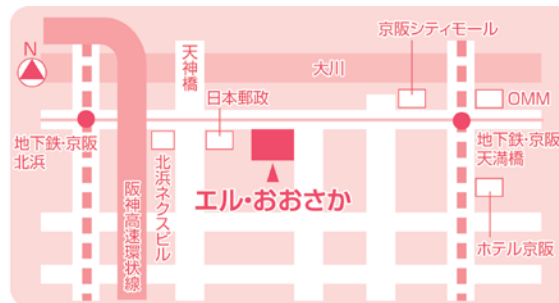 N
天神橋
大川
京阪シティモール
OMM
日本郵政
地下鉄・京阪
北浜
阪神高速環状線
北浜ネクスビル
エル・おおさか
地下鉄・京阪
天満橋
ホテル京阪